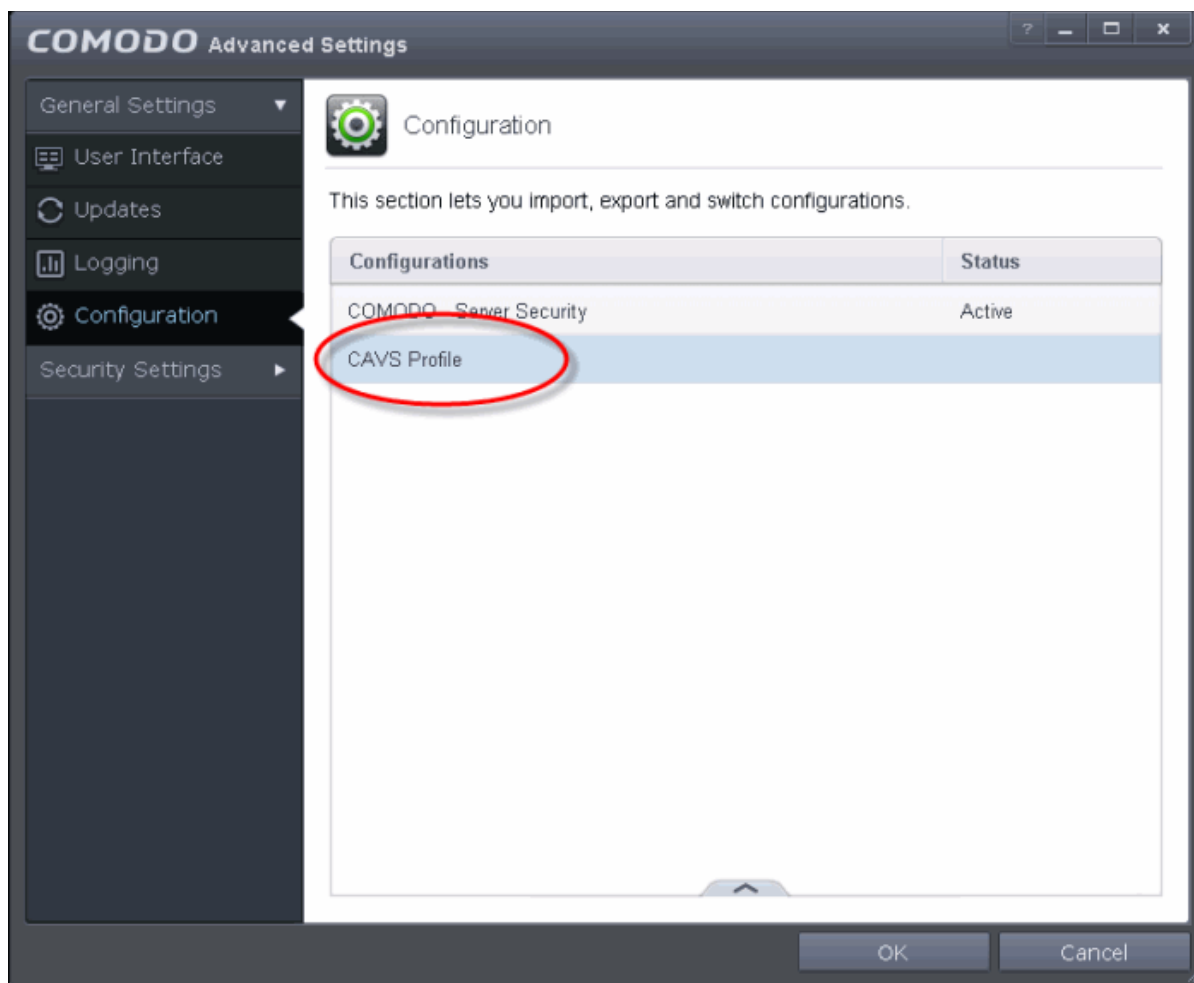 COMODO Advanced Settings
?
General Settings
User Interface
Updates
Logging
Configuration
Security Settings
Configuration
This section lets you import, export and switch configurations.
Configurations Status
COMODO - Server Security Active
CAVS Profile
OK Cancel